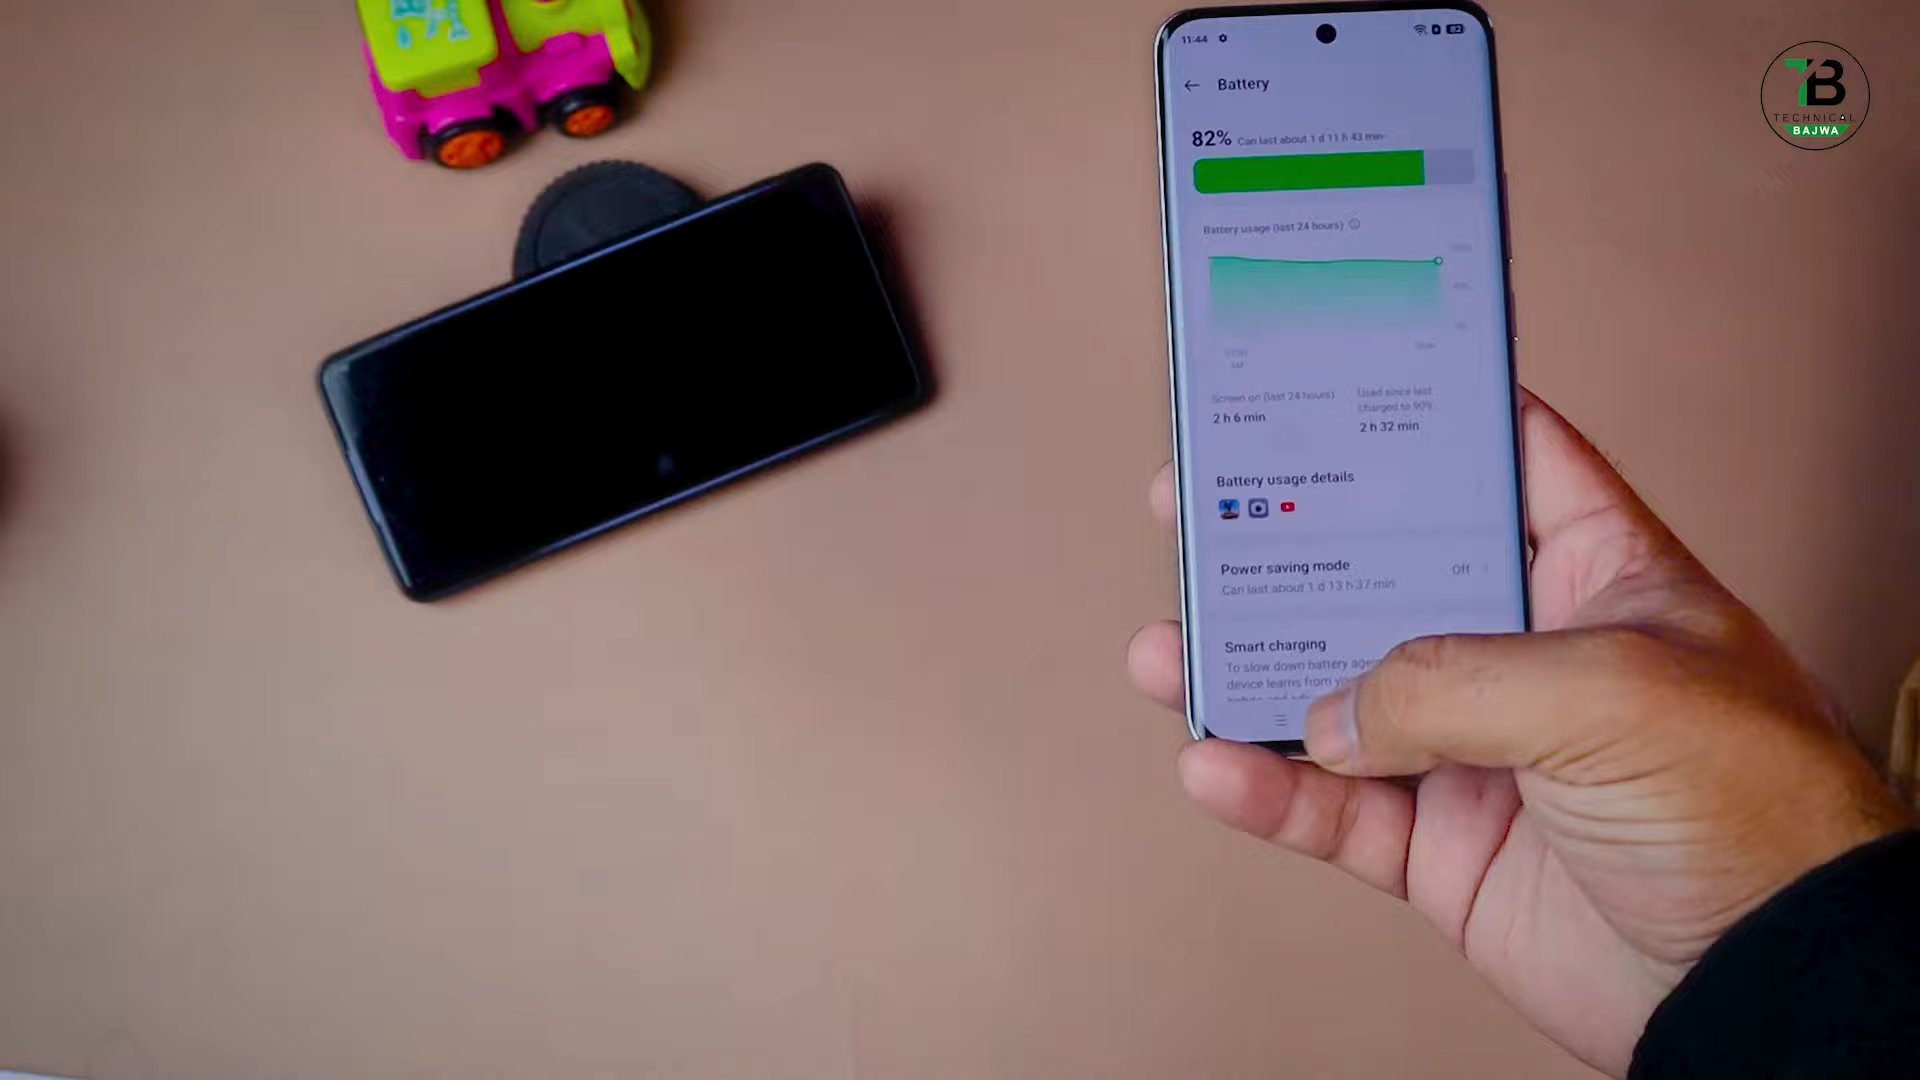 11:44
82
Battery
82% Can last about 1 d 11 h 43 min
Battery usage (last 24 hours)
Now
Screen on (last 24 hours)
2 h 6 min
Used since last
charged to 90%
2 h 32 min
Battery usage details
Power saving mode
Off
Can last about 1 d 13 h 37 min
Smart charging
To slow down battery
device learns from
TB
TECHNICAL
BAJWA